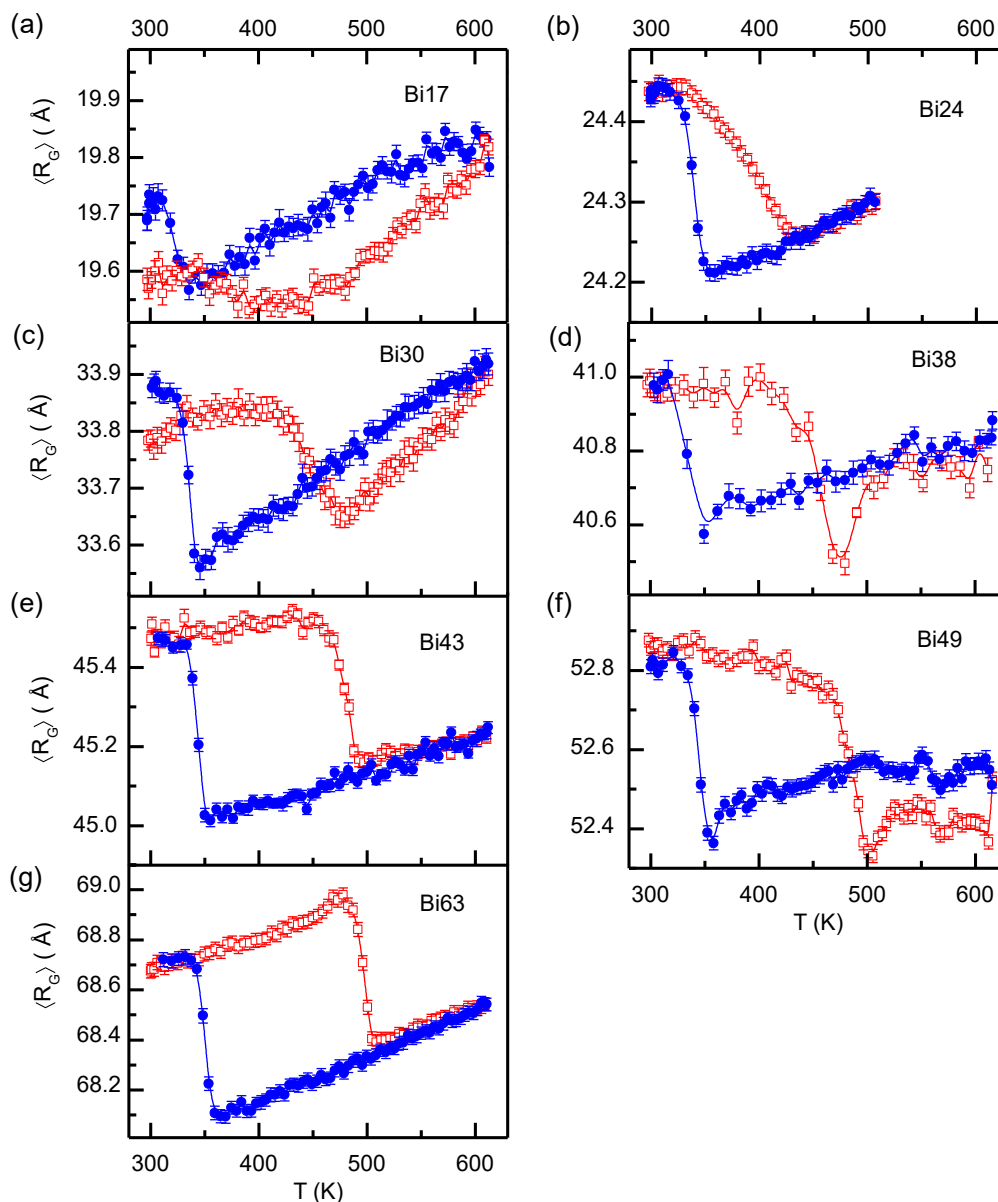 (a)
300 400 500 600
19.9
19.8
19.7
19.6
⟨R_G⟩ (Å)
Bi17
(b)
300 400 500 600
24.4
24.3
24.2
Bi24
(c)
33.9
33.8
33.7
33.6
⟨R_G⟩ (Å)
Bi30
(d)
41.0
40.8
40.6
Bi38
(e)
45.4
45.2
45.0
⟨R_G⟩ (Å)
Bi43
(f)
52.8
52.6
52.4
Bi49
300 400 500 600
T (K)
(g)
69.0
68.8
68.6
68.4
68.2
⟨R_G⟩ (Å)
Bi63
300 400 500 600
T (K)